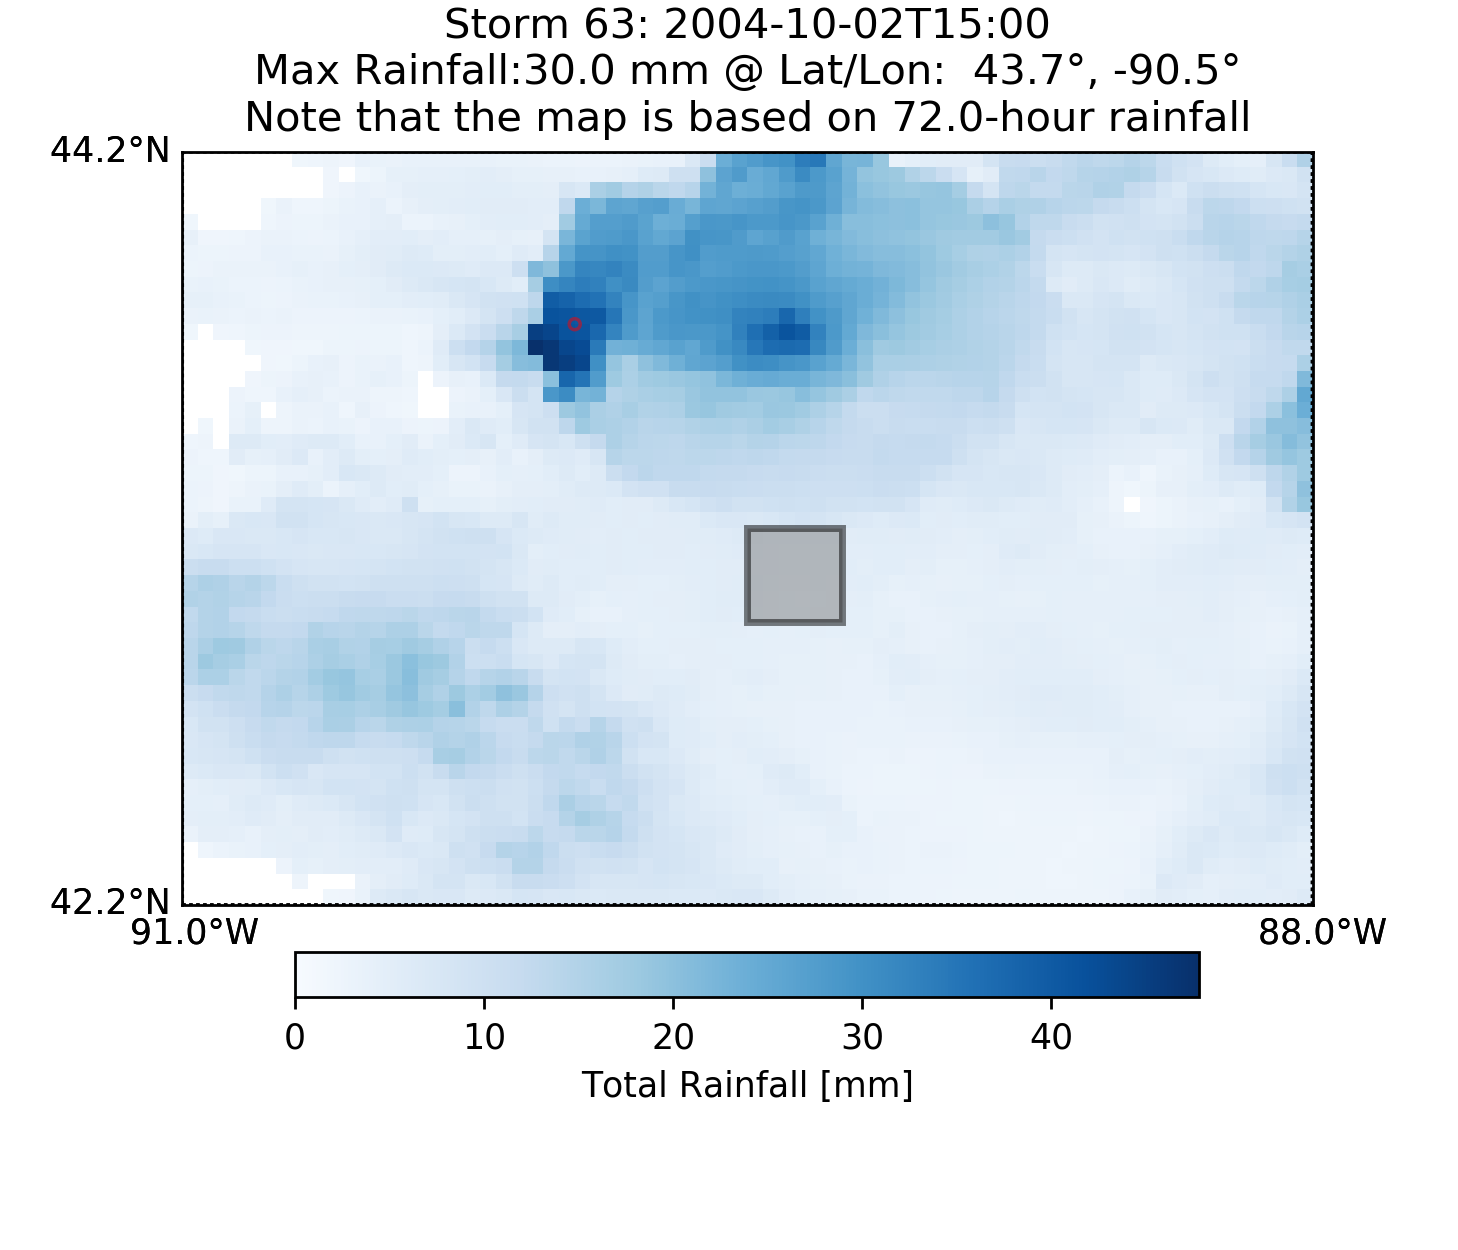 Storm 63: 2004-10-02T15:00
Max Rainfall:30.0 mm @ Lat/Lon:  43.7°, -90.5°
Note that the map is based on 72.0-hour rainfall
44.2°N
42.2°N
91.0°W
88.0°W
0
10
20
30
40
Total Rainfall [mm]